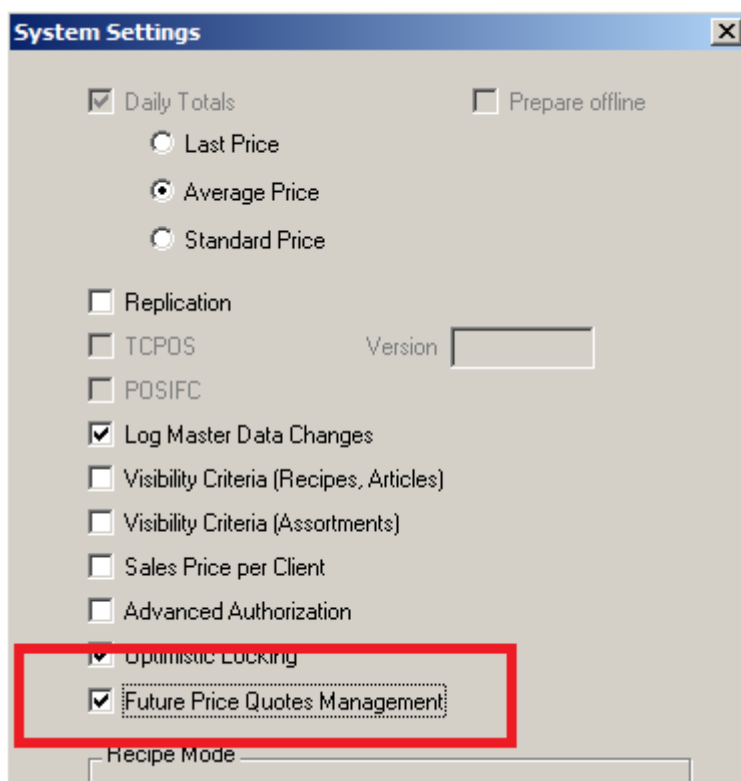 System Settings
Daily Totals Prepare offline
Last Price
Average Price
Standard Price
Replication
TCPOS Version
POSIFC
Log Master Data Changes
Visibility Criteria (Recipes, Articles)
Visibility Criteria (Assortments)
Sales Price per Client
Advanced Authorization
Optimistic Locking
Future Price Quotes Management
Recipe Mode